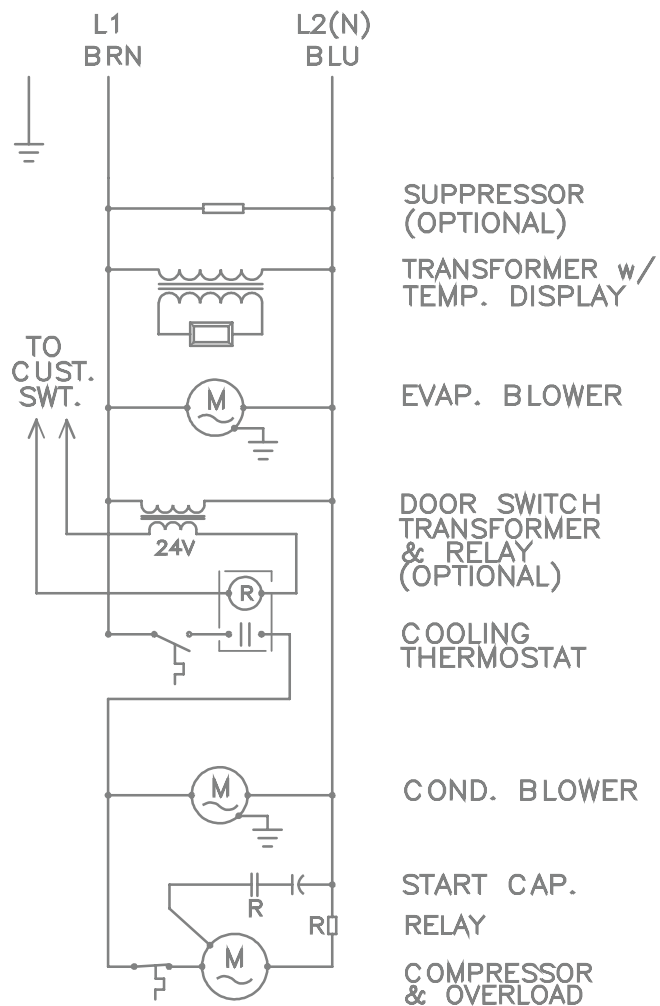 L1
L2(N)
BRN
BLU
SUPPRESSOR
(OPTIONAL)
TRANSFORMER w/
TEMP. DISPLAY
TO
CUST.
SWT.
M
EVAP. BLOWER
DOOR SWITCH
TRANSFORMER
& RELAY
(OPTIONAL)
24V
R
COOLING
THERMOSTAT
M
COND. BLOWER
START CAP.
R
R
RELAY
M
COMPRESSOR
& OVERLOAD